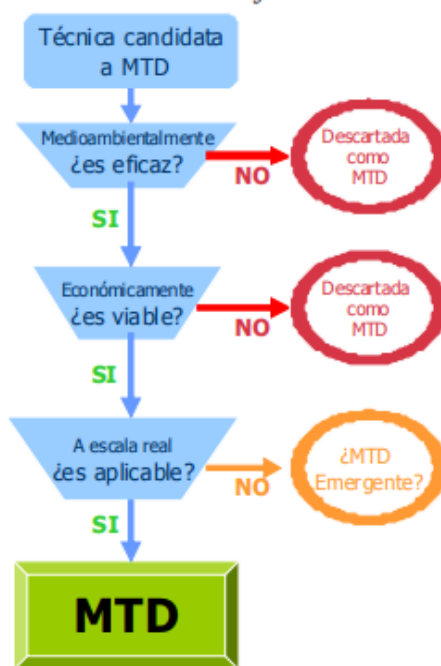 Técnica candidata
a MTD
Medioambientalmente
¿es eficaz?
NO
Descartada
como
MTD
SI
Económicamente
¿es viable?
NO
Descartada
como
MTD
SI
A escala real
¿es aplicable?
NO
¿MTD
Emergente?
SI
MTD